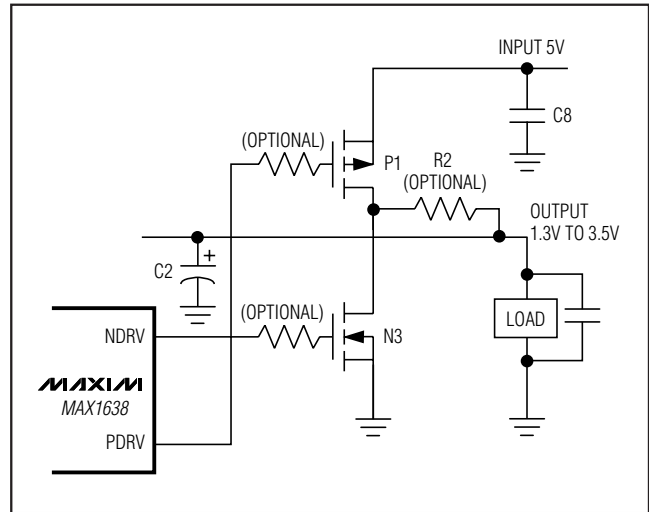 INPUT 5V
C8
(OPTIONAL)
P1
R2
(OPTIONAL)
OUTPUT
1.3V TO 3.5V
+
C2
(OPTIONAL)
LOAD
NDRV
N3
MAXIM
MAX1638
PDRV